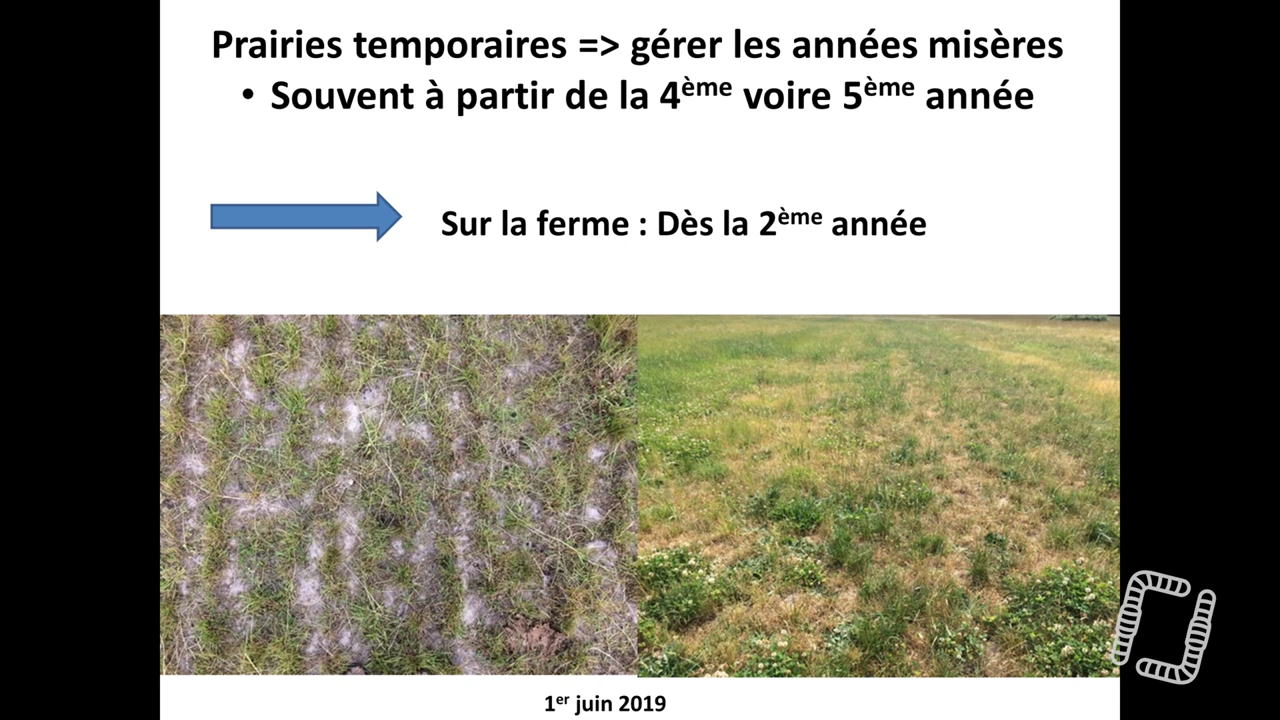 Prairies temporaires => gérer les années misères
• Souvent à partir de la 4ème voire 5ème année
Sur la ferme : Dès la 2ème année
1er juin 2019